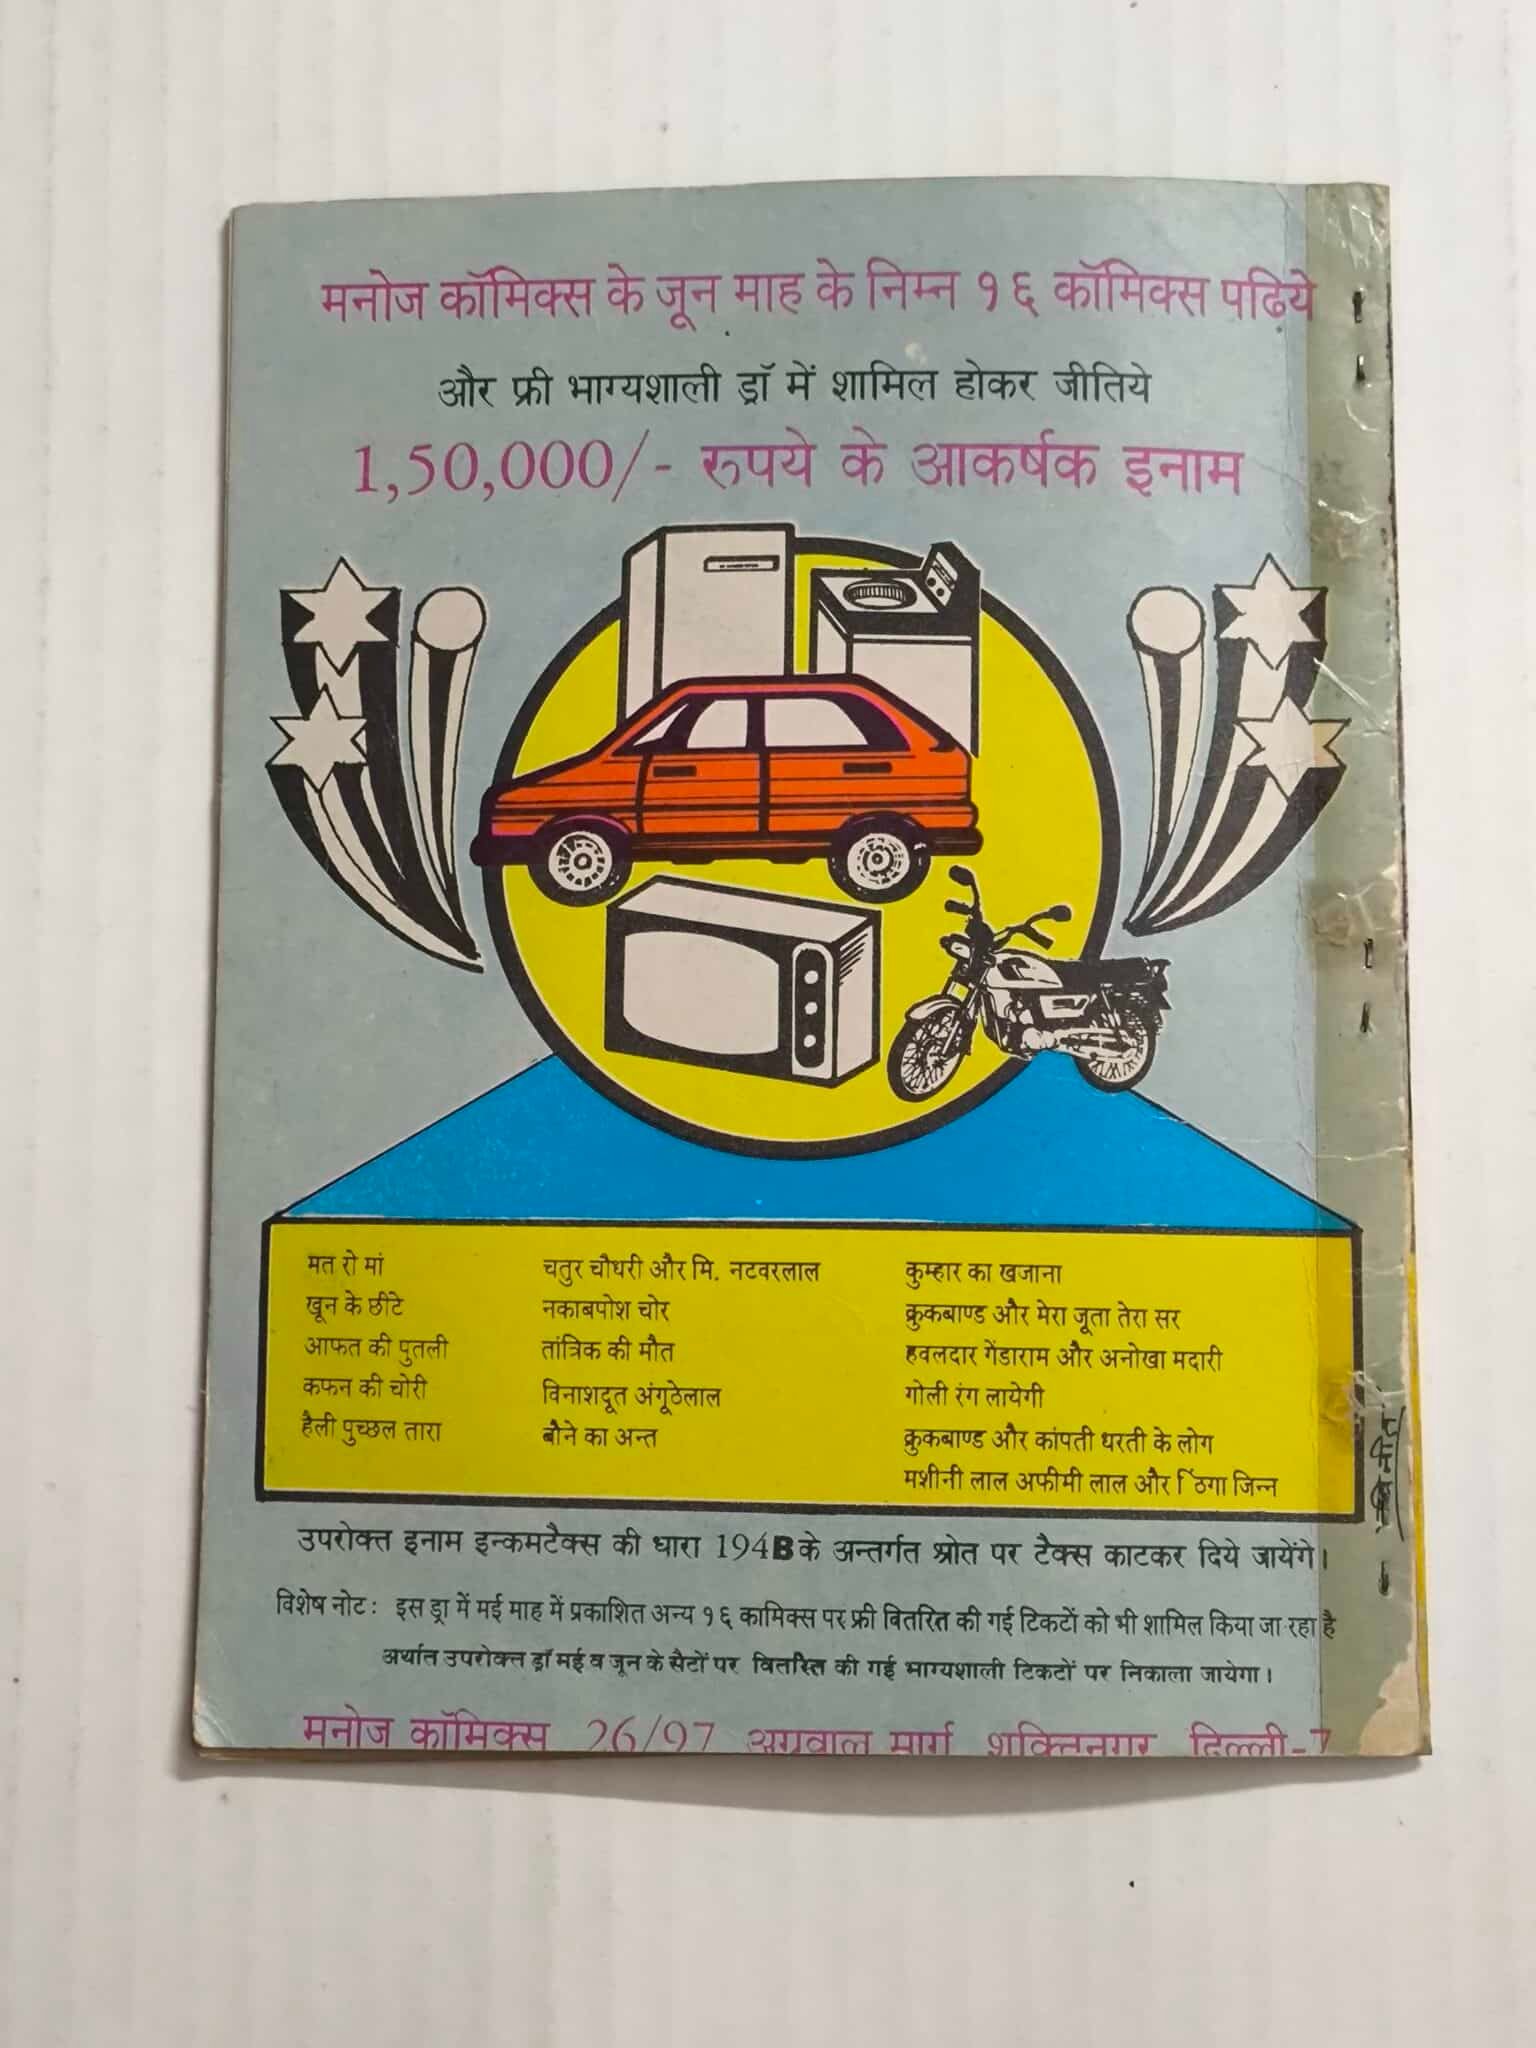 मनोज कॉमिक्स के जून माह के निम्न १६ कॉमिक्स पढिये
और फ्री भाग्यशाली ड्रॉ में शामिल होकर जीतिये
1,50,000/- रुपये के आकर्षक इनाम
मत रो मां
खून के छींटे
आफत की पुतली
कफन की चोरी
हैली पुच्छल तारा
चतुर चौधरी और मि. नटवरलाल
नकाबपोश चोर
तांत्रिक की मौत
विनाशदूत अंगूठेलाल
बौने का अन्त
कुम्हार का खजाना
क्रुकबाण्ड और मेरा जूता तेरा सर
हवलदार गेंडाराम और अनोखा मदारी
गोली रंग लायेगी
क्रुकबाण्ड और कांपती धरती के लोग
मशीनी लाल अफीमी लाल और ठिगा जिन्न
उपरोक्त इनाम इन्कमटैक्स की धारा 194B के अन्तर्गत श्रोत पर टैक्स काटकर दिये जायेंगे।
विशेष नोट: इस ड्रा में मई माह में प्रकाशित अन्य १६ कामिक्स पर फ्री वितरित की गई टिकटों को भी शामिल किया जा रहा है
अर्थात उपरोक्त ड्रॉ मई व जून के सैटों पर वितरित की गई भाग्यशाली टिकटों पर निकाला जायेगा।
मनोज कॉमिक्स 26/97 अग्रवाल मार्ग शक्तिनगर दिल्ली-7